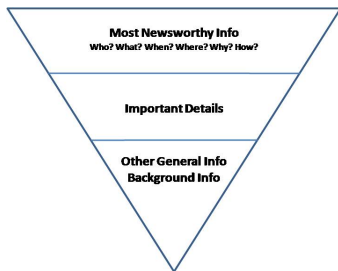 Most Newsworthy Info
Who? What? When? Where? Why? How?
Important Details
Other General Info
Background Info